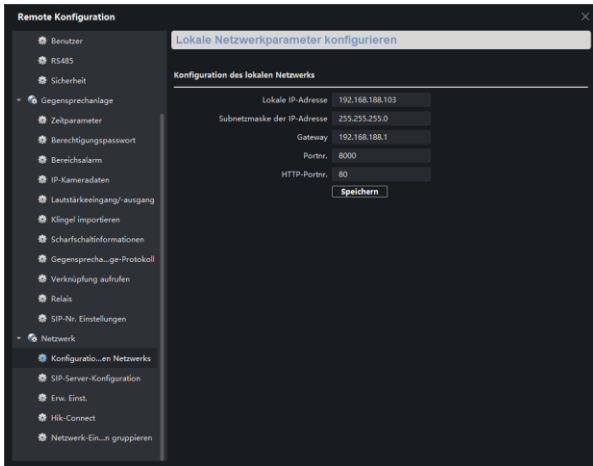 Remote Konfiguration
Benutzer
RS485
Sicherheit
Gegensprechanlage
Zeitparameter
Berechtigungspasswort
Bereichsalarm
IP-Kameradaten
Lautstärkeeingang/-ausgang
Klingel importieren
Scharfschaltinformationen
Gegensprecha...ge-Protokoll
Verknüpfung aufrufen
Relais
SIP-Nr. Einstellungen
Netzwerk
Konfiguratio...en Netzwerks
SIP-Server-Konfiguration
Erw. Einst.
Hik-Connect
Netzwerk-Ein...n gruppieren
Lokale Netzwerkparameter konfigurieren
Konfiguration des lokalen Netzwerks
Lokale IP-Adresse 192.168.188.103
Subnetzmaske der IP-Adresse 255.255.255.0
Gateway 192.168.188.1
Portnr. 8000
HTTP-Portnr. 80
Speichern